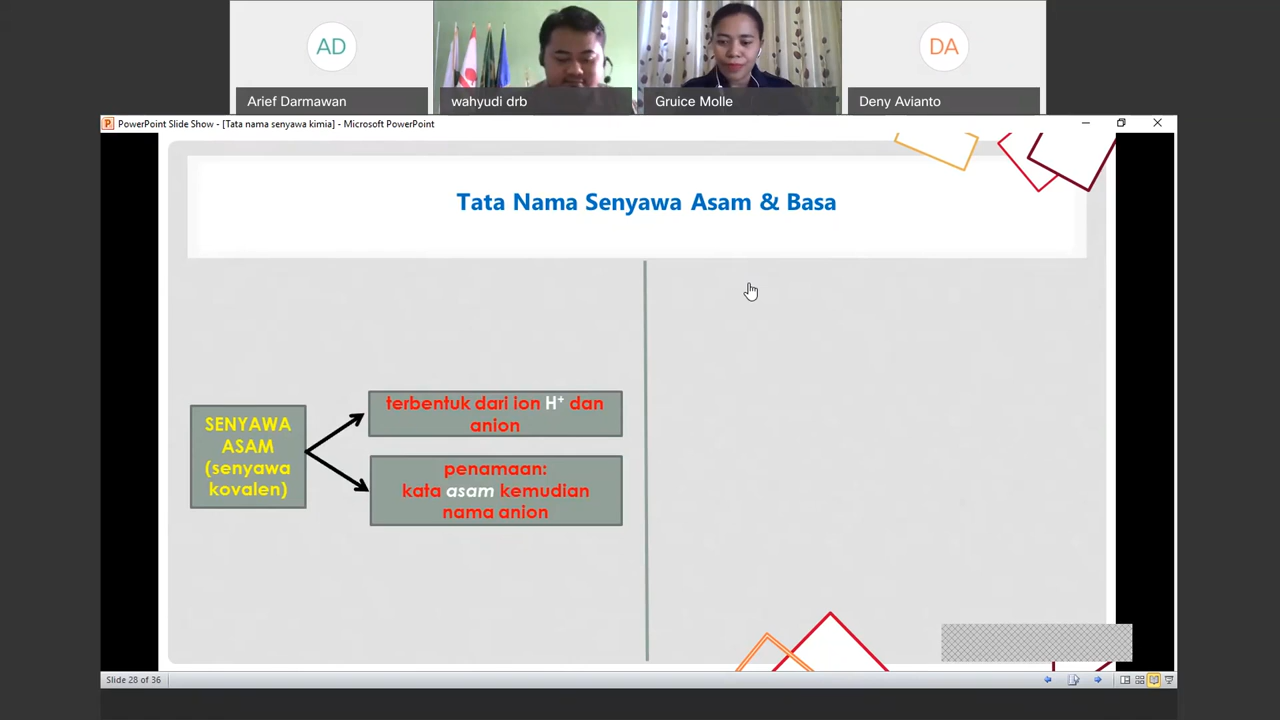 AD
DA
Arief Darmawan
wahyudi drb
Gruice Molle
Deny Avianto
PowerPoint Slide Show - [Tata nama senyawa kimia] - Microsoft PowerPoint
Tata Nama Senyawa Asam & Basa
SENYAWA
ASAM
(senyawa
kovalen)
terbentuk dari ion H⁺ dan
anion
penamaan:
kata asam kemudian
nama anion
Slide 28 of 36